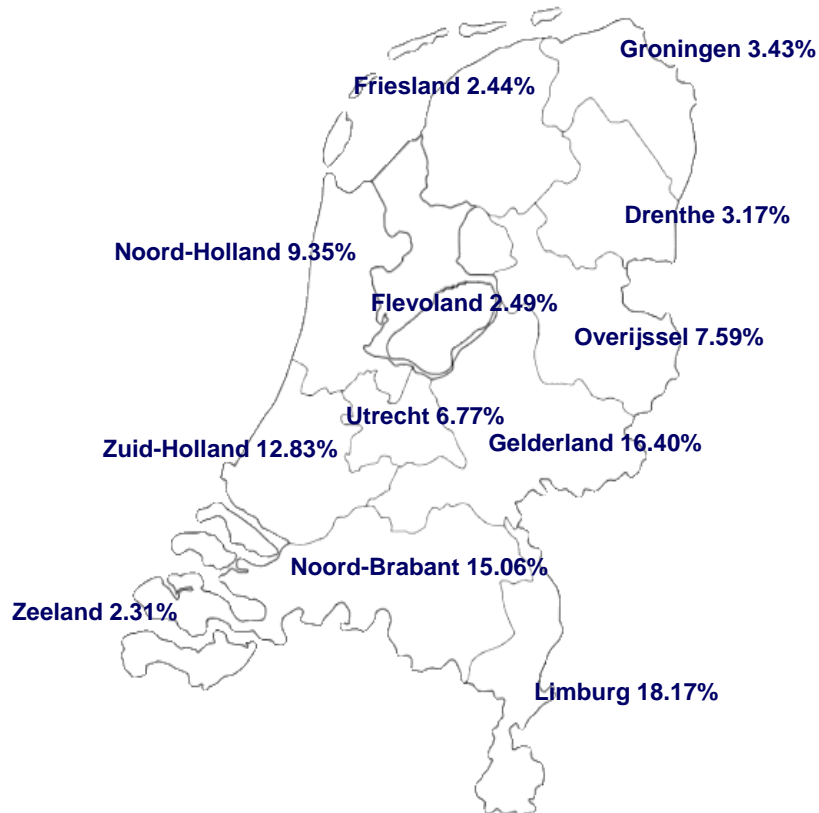 Groningen 3.43%
Friesland 2.44%
Drenthe 3.17%
Noord-Holland 9.35%
Flevoland 2.49%
Overijssel 7.59%
Utrecht 6.77%
Gelderland 16.40%
Zuid-Holland 12.83%
Noord-Brabant 15.06%
Zeeland 2.31%
Limburg 18.17%